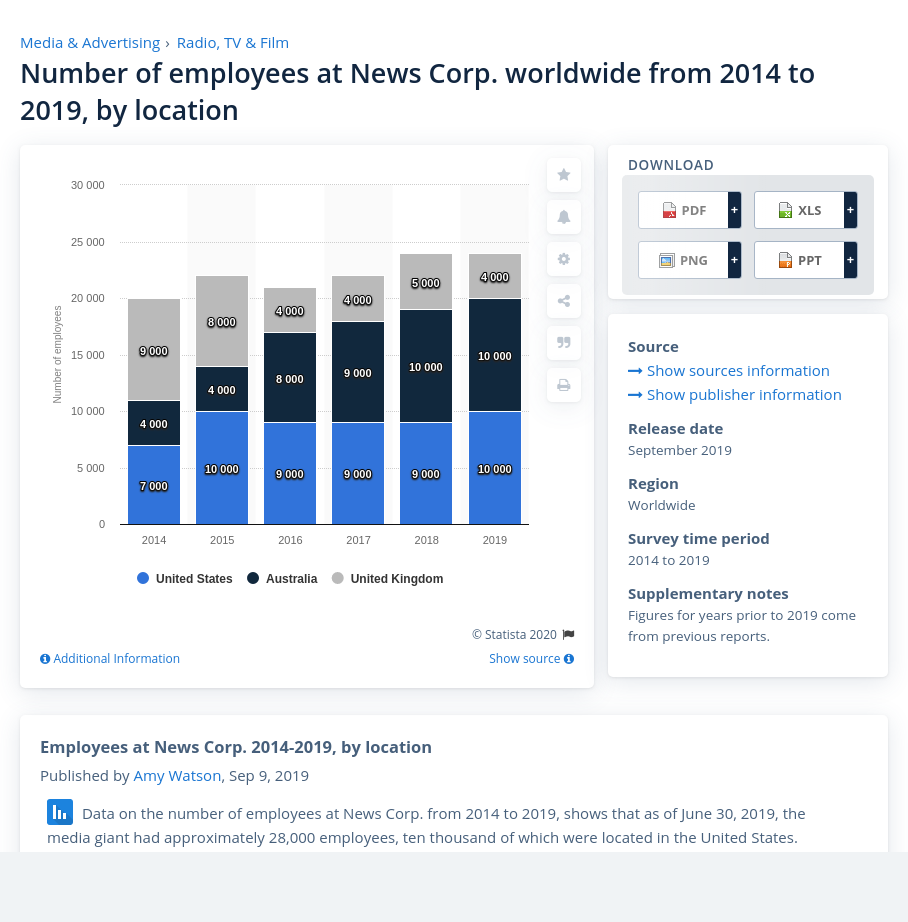 Media & Advertising › Radio, TV & Film
Number of employees at News Corp. worldwide from 2014 to
2019, by location
30 000
25 000
20 000
15 000
10 000
5 000
0
Number of employees
9 000
4 000
7 000
8 000
4 000
10 000
4 000
8 000
9 000
4 000
9 000
9 000
5 000
10 000
9 000
4 000
10 000
10 000
2014 2015 2016 2017 2018 2019
United States Australia United Kingdom
© Statista 2020
Additional Information Show source
DOWNLOAD
PDF + XLS +
PNG + PPT +
Source
Show sources information
Show publisher information
Release date
September 2019
Region
Worldwide
Survey time period
2014 to 2019
Supplementary notes
Figures for years prior to 2019 come
from previous reports.
Employees at News Corp. 2014-2019, by location
Published by Amy Watson, Sep 9, 2019
Data on the number of employees at News Corp. from 2014 to 2019, shows that as of June 30, 2019, the
media giant had approximately 28,000 employees, ten thousand of which were located in the United States.